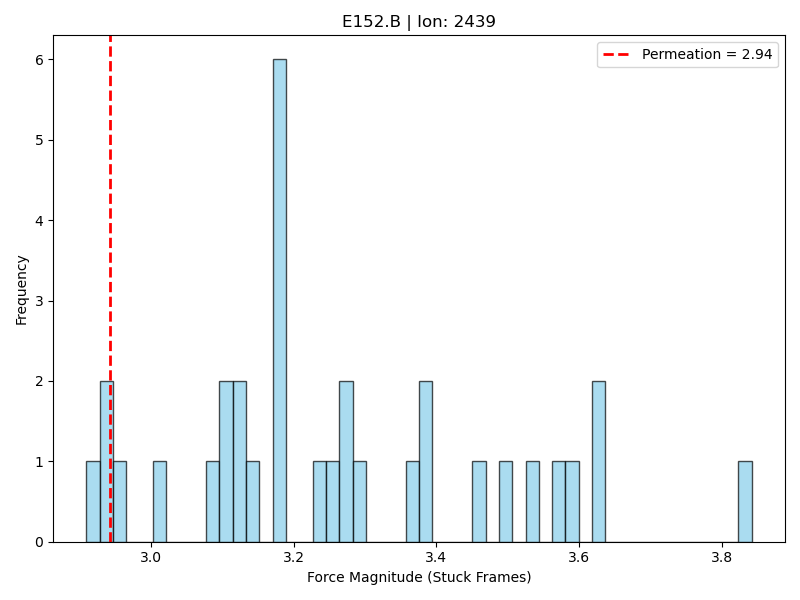 E152.B | Ion: 2439
Permeation = 2.94
6
5
4
3
2
1
0
Frequency
3.0 3.2 3.4 3.6 3.8
Force Magnitude (Stuck Frames)